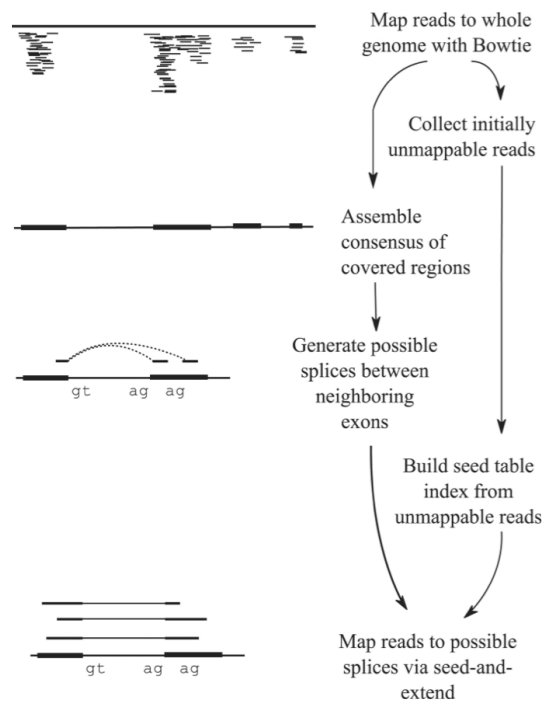 Map reads to whole
genome with Bowtie
Collect initially
unmappable reads
Assemble
consensus of
covered regions
Generate possible
splices between
neighboring
exons
gt ag ag
Build seed table
index from
unmappable reads
Map reads to possible
splices via seed-and-
extend
gt ag ag